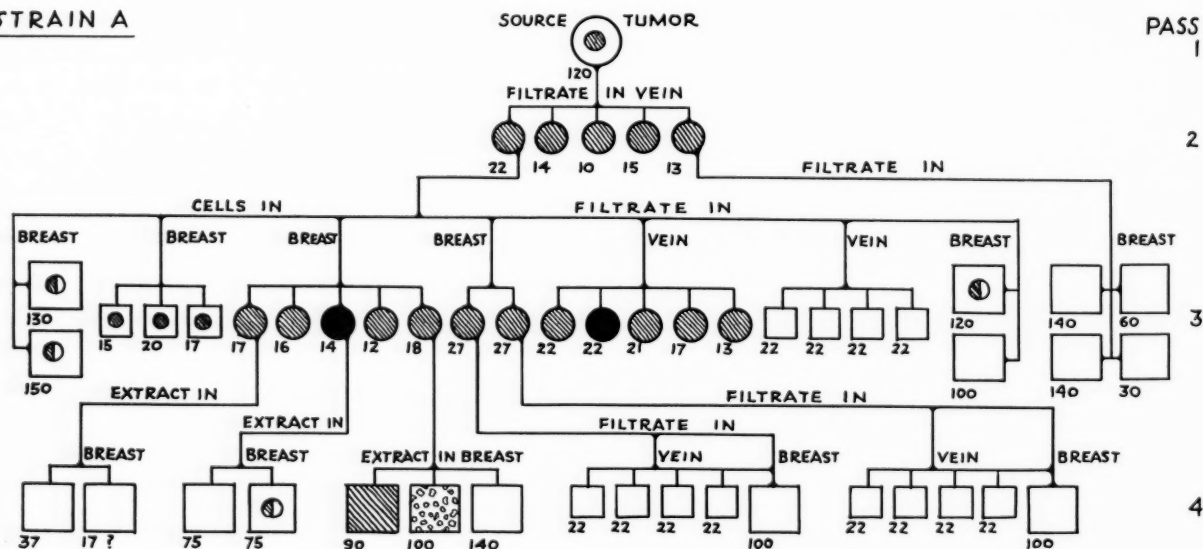 STRAIN A
SOURCE TUMOR
PASS
1
120
FILTRATE IN VEIN
2
22 14 10 15 13
FILTRATE IN
CELLS IN FILTRATE IN
BREAST BREAST BREAST BREAST VEIN VEIN BREAST BREAST
130 120 140 60
3
15 20 17 17 16 14 12 18 27 27 22 22 21 17 13 22 22 22 22
150 100 140 30
EXTRACT IN FILTRATE IN
EXTRACT IN FILTRATE IN
BREAST BREAST EXTRACT IN BREAST VEIN BREAST VEIN BREAST
4
22 22 22 22 22 22 22 22
37 17 ? 75 75 90 100 140 100 100